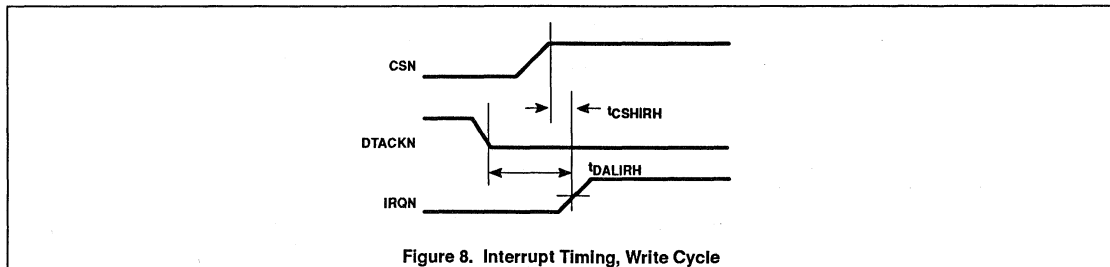 CSN
tCSHIRH
DTACKN
tDALIRH
IRQN
Figure 8. Interrupt Timing, Write Cycle